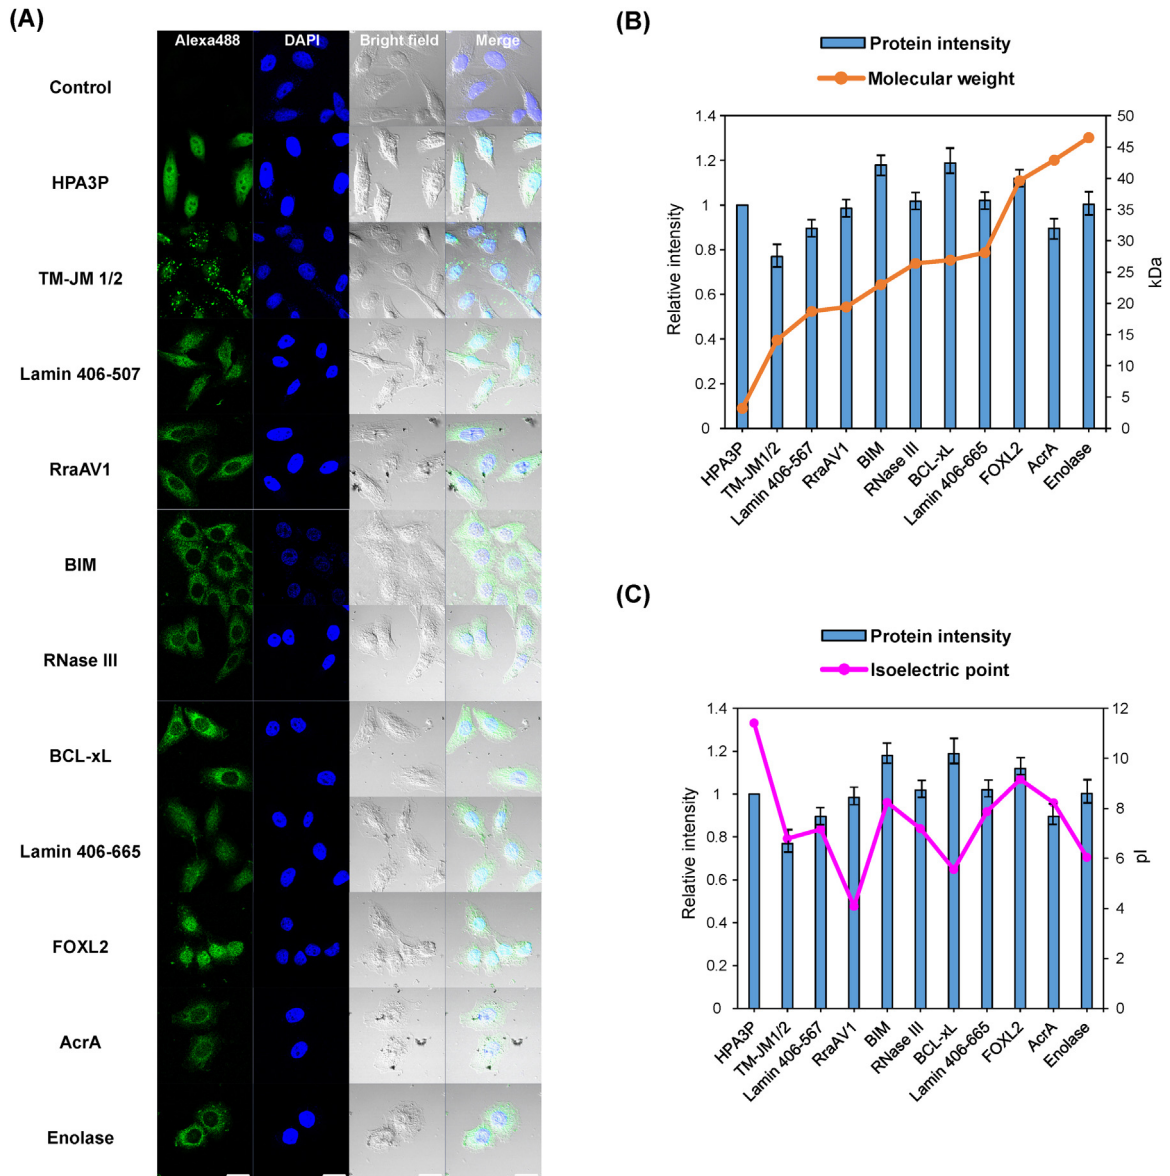 (A)
Alexa488 DAPI Bright field Merge
Control
HPA3P
TM-JM 1/2
Lamin 406-507
RraAV1
BIM
RNase III
BCL-xL
Lamin 406-665
FOXL2
AcrA
Enolase
(B)
Protein intensity
Molecular weight
1.4
1.2
1
0.8
0.6
0.4
0.2
0
Relative intensity
50
45
40
35
30
25
20
15
10
5
0
kDa
HPA3P
TM-JM1/2
Lamin 406-567
RraAV1
BIM
RNase III
BCL-xL
Lamin 406-665
FOXL2
AcrA
Enolase
(C)
Protein intensity
Isoelectric point
1.4
1.2
1
0.8
0.6
0.4
0.2
0
Relative intensity
12
10
8
6
4
2
0
pI
HPA3P
TM-JM1/2
Lamin 406-567
RraAV1
BIM
RNase III
BCL-xL
Lamin 406-665
FOXL2
AcrA
Enolase